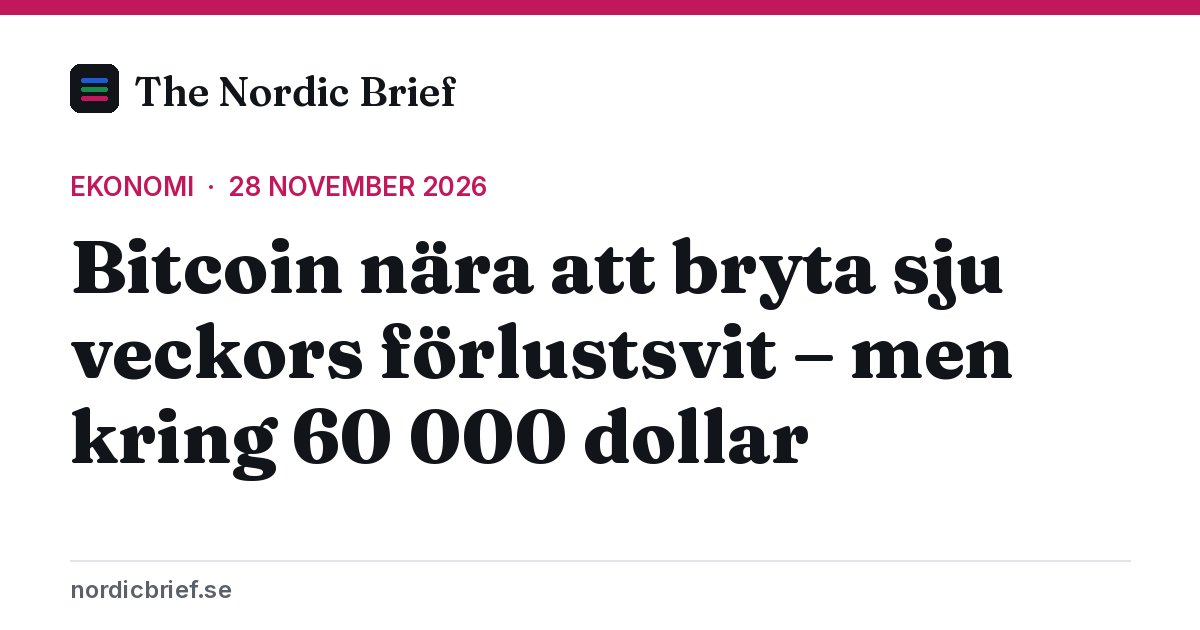 The Nordic Brief
EKONOMI · 28 NOVEMBER 2026
Bitcoin nära att bryta sju
veckors förlustsvit – men
kring 60 000 dollar
nordicbrief.se